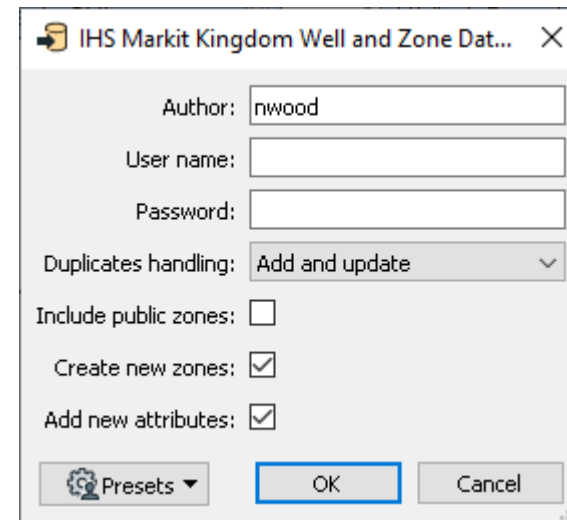 IHS Markit Kingdom Well and Zone Dat...
Author: nwood
User name:
Password:
Duplicates handling: Add and update
Include public zones:
Create new zones:
Add new attributes:
Presets OK Cancel